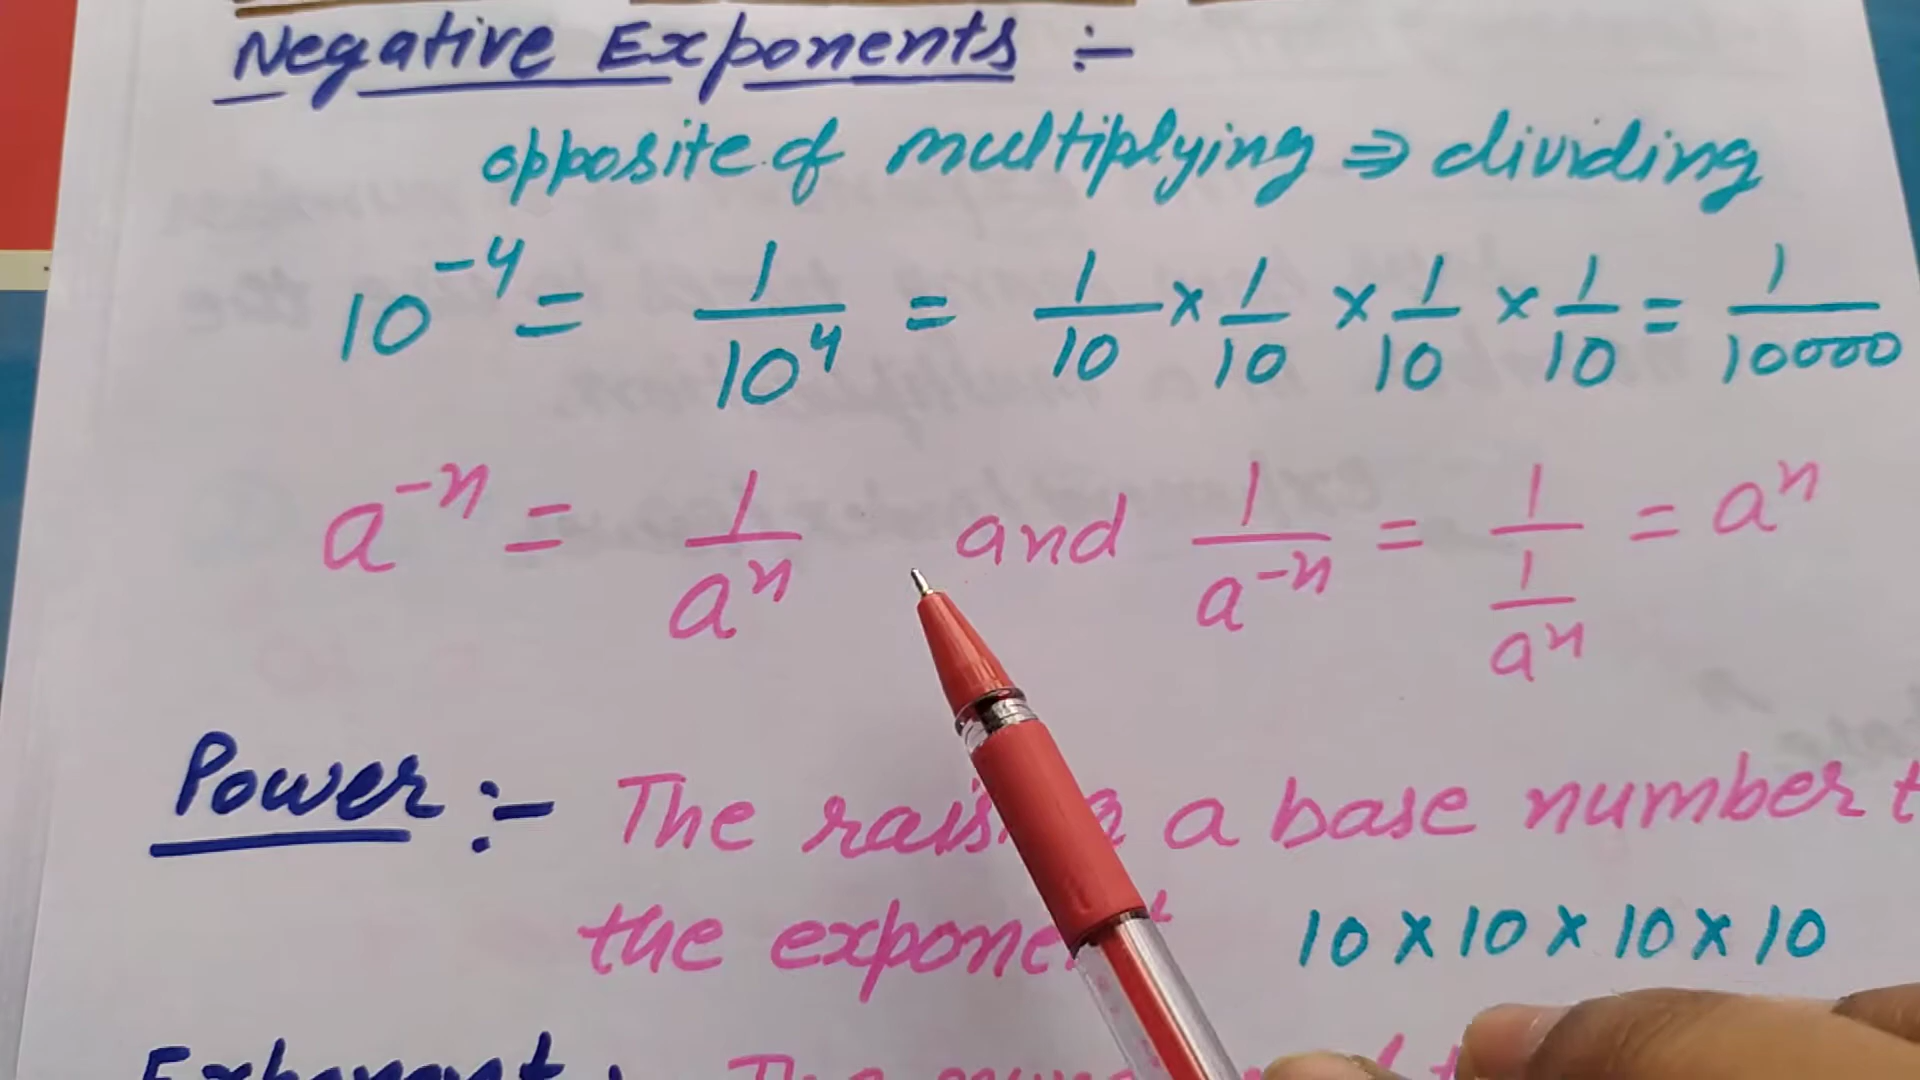 Negative Exponents :-
opposite of multiplying ⇒ dividing
10⁻⁴ = 1/10⁴ = 1/10 × 1/10 × 1/10 × 1/10 = 1/10000
a⁻ⁿ = 1/aⁿ and 1/a⁻ⁿ = 1/(1/aⁿ) = aⁿ
Power :- The a base number
the 10 × 10 × 10 × 10